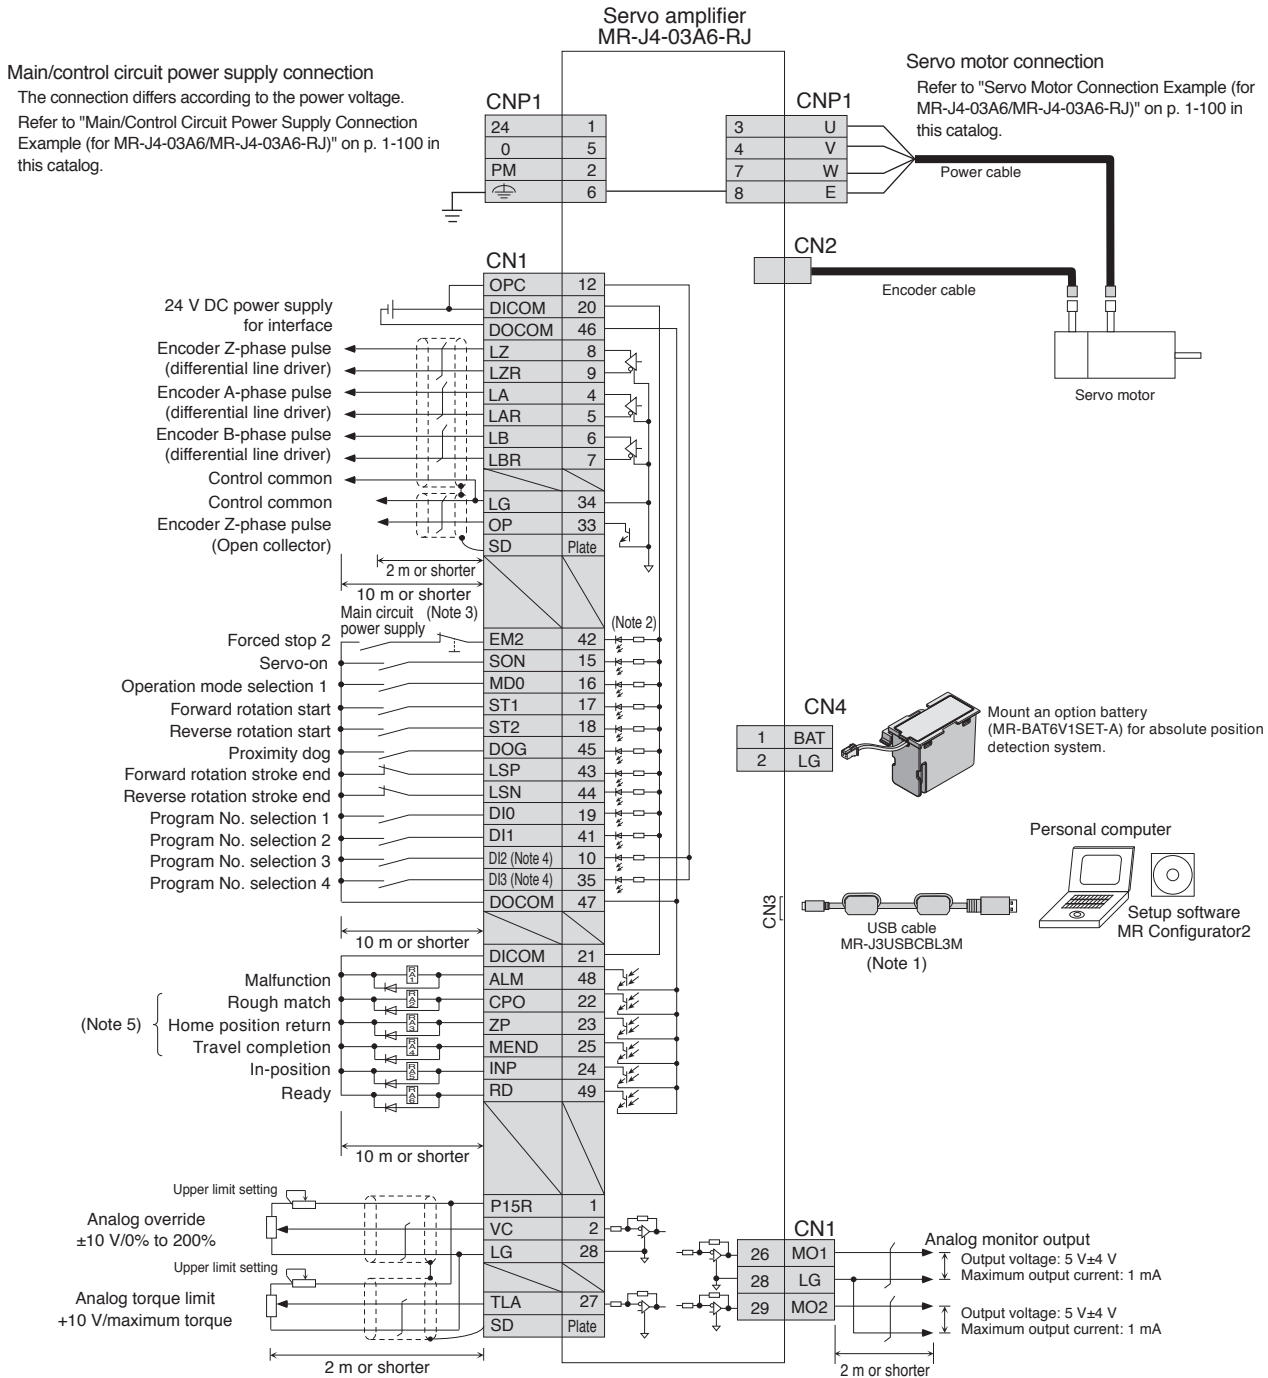 Servo amplifier
MR-J4-03A6-RJ
Main/control circuit power supply connection
The connection differs according to the power voltage.
Refer to "Main/Control Circuit Power Supply Connection
Example (for MR-J4-03A6/MR-J4-03A6-RJ)" on p. 1-100 in
this catalog.
Servo motor connection
Refer to "Servo Motor Connection Example (for
MR-J4-03A6/MR-J4-03A6-RJ)" on p. 1-100 in
this catalog.
CNP1
24 1
0 5
PM 2
6
CNP1
3 U
4 V
7 W
8 E
Power cable
CN2
Encoder cable
Servo motor
CN1
OPC 12
24 V DC power supply
for interface
DICOM 20
DOCOM 46
Encoder Z-phase pulse
(differential line driver)
LZ 8
LZR 9
Encoder A-phase pulse
(differential line driver)
LA 4
LAR 5
Encoder B-phase pulse
(differential line driver)
LB 6
LBR 7
Control common
Control common
LG 34
Encoder Z-phase pulse
(Open collector)
OP 33
SD Plate
2 m or shorter
10 m or shorter
Main circuit
power supply
(Note 3)
(Note 2)
Forced stop 2 EM2 42
Servo-on SON 15
Operation mode selection 1 MD0 16
Forward rotation start ST1 17
Reverse rotation start ST2 18
Proximity dog DOG 45
Forward rotation stroke end LSP 43
Reverse rotation stroke end LSN 44
Program No. selection 1 DI0 19
Program No. selection 2 DI1 41
Program No. selection 3 DI2 (Note 4) 10
Program No. selection 4 DI3 (Note 4) 35
DOCOM 47
10 m or shorter
DICOM 21
Malfunction RA1 ALM 48
(Note 5)
Rough match RA2 CPO 22
Home position return RA3 ZP 23
Travel completion RA4 MEND 25
In-position RA5 INP 24
Ready RA6 RD 49
10 m or shorter
Upper limit setting
P15R 1
Analog override
±10 V/0% to 200%
VC 2
LG 28
Upper limit setting
Analog torque limit
+10 V/maximum torque
TLA 27
SD Plate
2 m or shorter
CN4
1 BAT
2 LG
Mount an option battery
(MR-BAT6V1SET-A) for absolute position
detection system.
Personal computer
CN3
USB cable
MR-J3USBCBL3M
(Note 1)
Setup software
MR Configurator2
CN1
26 MO1
28 LG
29 MO2
Analog monitor output
Output voltage: 5 V±4 V
Maximum output current: 1 mA
Output voltage: 5 V±4 V
Maximum output current: 1 mA
2 m or shorter